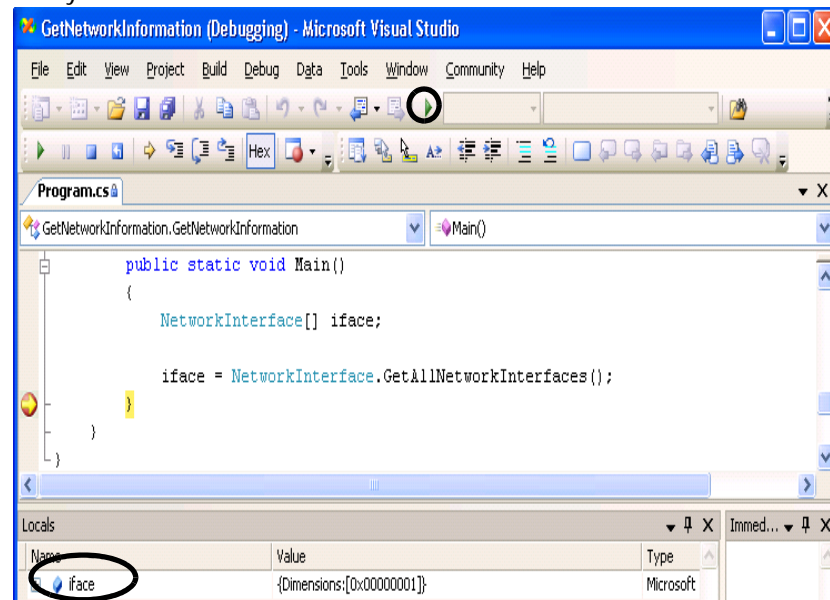 GetNetworkInformation (Debugging) - Microsoft Visual Studio
File Edit View Project Build Debug Data Tools Window Community Help
Hex
Program.cs
GetNetworkInformation.GetNetworkInformation Main()
public static void Main()
{
NetworkInterface[] iface;
iface = NetworkInterface.GetAllNetworkInterfaces();
}
}
}
Locals Immed...
Name Value Type
iface {Dimensions:[0x00000001]} Microsoft